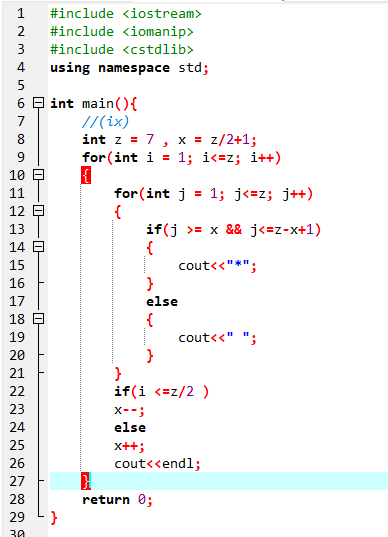 1 #include <iostream>
2 #include <iomanip>
3 #include <cstdlib>
4 using namespace std;
5
6 int main(){
7 //(ix)
8 int z = 7 , x = z/2+1;
9 for(int i = 1; i<=z; i++)
10 {
11 for(int j = 1; j<=z; j++)
12 {
13 if(j >= x && j<=z-x+1)
14 {
15 cout<<"*";
16 }
17 else
18 {
19 cout<<" ";
20 }
21 }
22 if(i <=z/2 )
23 x--;
24 else
25 x++;
26 cout<<endl;
27 }
28 return 0;
29 }
30